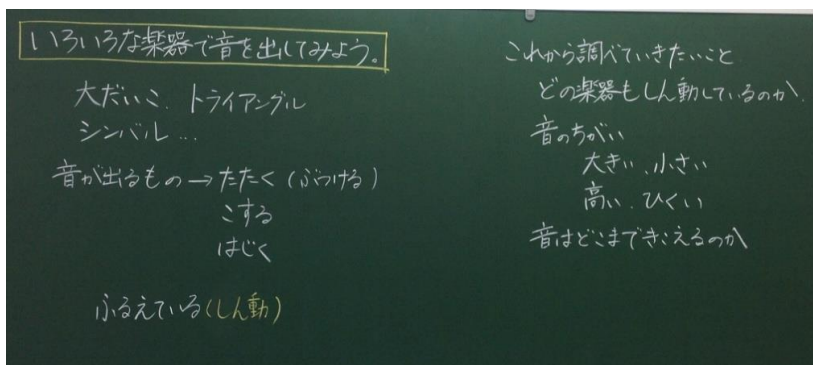 いろいろな楽器で音を出してみよう。
大だいこ、トライアングル
シンバル…
音が出るもの→たたく(ぶつける)
こする
はじく
ふるえている(しん動)
これから調べていきたいこと
どの楽器もしん動しているのか、
音のちがい
大きい、小さい
高い、ひくい
音はどこまできこえるのか